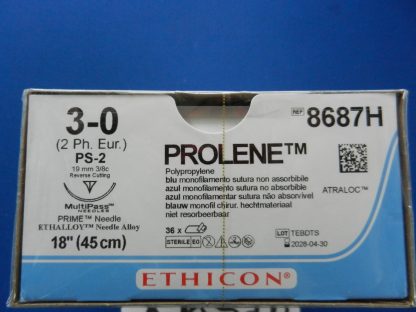 3-0
(2 Ph. Eur.)
PS-2
19 mm 3/8c
Reverse Cutting
MultiPass™
NEEDLES
PRIME™ Needle
ETHALLOY™ Needle Alloy
18" (45 cm)
REF 8687H
PROLENE™
Polypropylene
blu monofilamento sutura non assorbibile
azul monofilamento sutura no absorbible
azul monofilamentar sutura não absorvível
blauw monofil chirur. hechtmateriaal
niet resorbeerbaar
ATRALOC™
36 x
STERILE EO
LOT TEBDTS
2028-04-30
ETHICON®